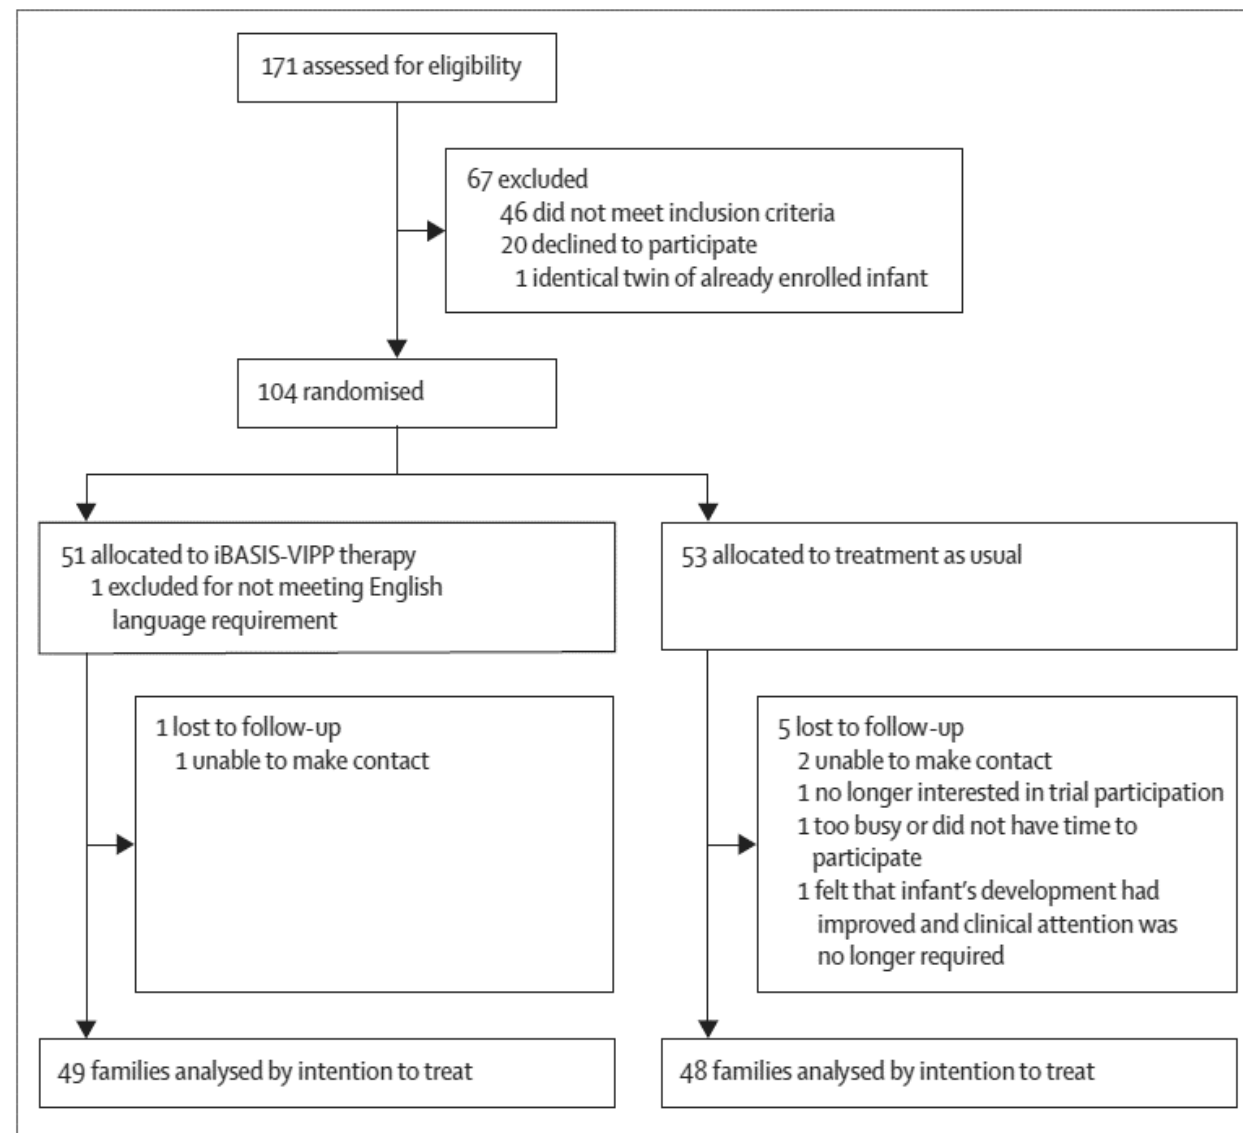 171 assessed for eligibility
67 excluded
46 did not meet inclusion criteria
20 declined to participate
1 identical twin of already enrolled infant
104 randomised
51 allocated to iBASIS-VIPP therapy
1 excluded for not meeting English
language requirement
53 allocated to treatment as usual
1 lost to follow-up
1 unable to make contact
5 lost to follow-up
2 unable to make contact
1 no longer interested in trial participation
1 too busy or did not have time to
participate
1 felt that infant’s development had
improved and clinical attention was
no longer required
49 families analysed by intention to treat
48 families analysed by intention to treat